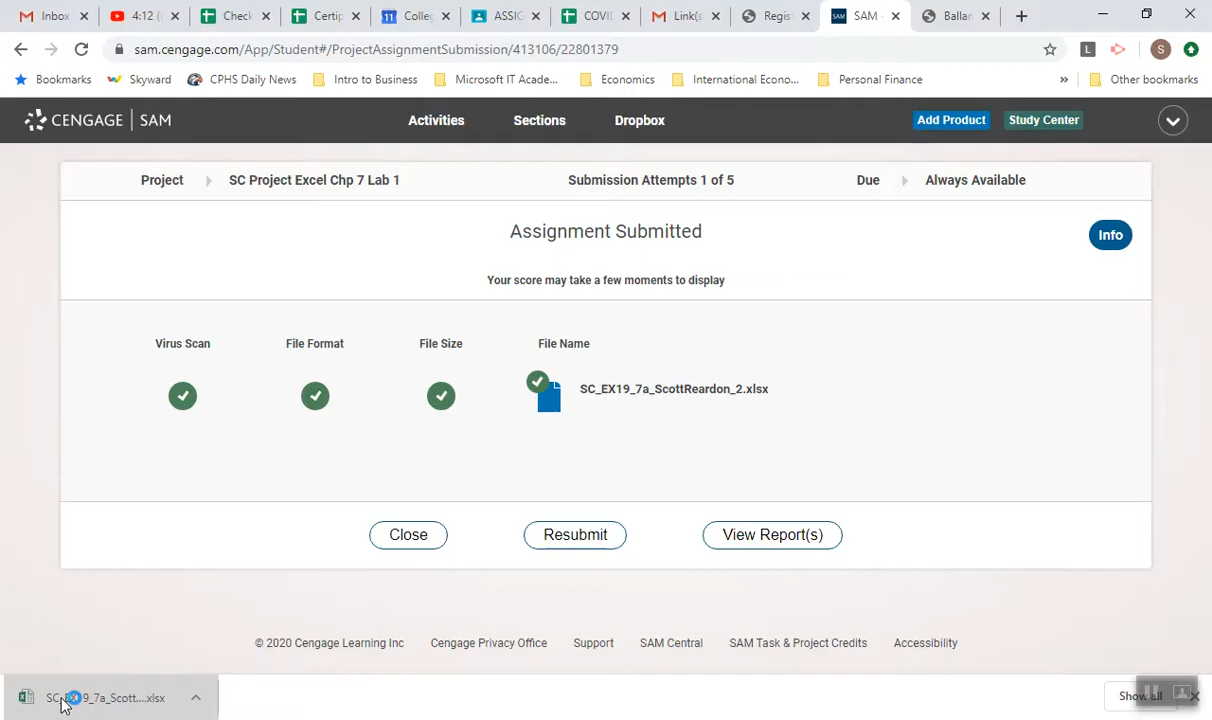 Inbox
4:12 (
Check
Certip
Colleg
ASSIG
COVI
Link(s
Regis
SAM
Ballar
sam.cengage.com/App/Student#/ProjectAssignmentSubmission/413106/22801379
L
S
Bookmarks
Skyward
CPHS Daily News
Intro to Business
Microsoft IT Acade...
Economics
International Econo...
Personal Finance
»
Other bookmarks
CENGAGE | SAM
Activities
Sections
Dropbox
Add Product
Study Center
Project
SC Project Excel Chp 7 Lab 1
Submission Attempts 1 of 5
Due
Always Available
Assignment Submitted
Info
Your score may take a few moments to display
Virus Scan
File Format
File Size
File Name
SC_EX19_7a_ScottReardon_2.xlsx
Close
Resubmit
View Report(s)
© 2020 Cengage Learning Inc
Cengage Privacy Office
Support
SAM Central
SAM Task & Project Credits
Accessibility
SC_EX19_7a_Scott....xlsx
Show all